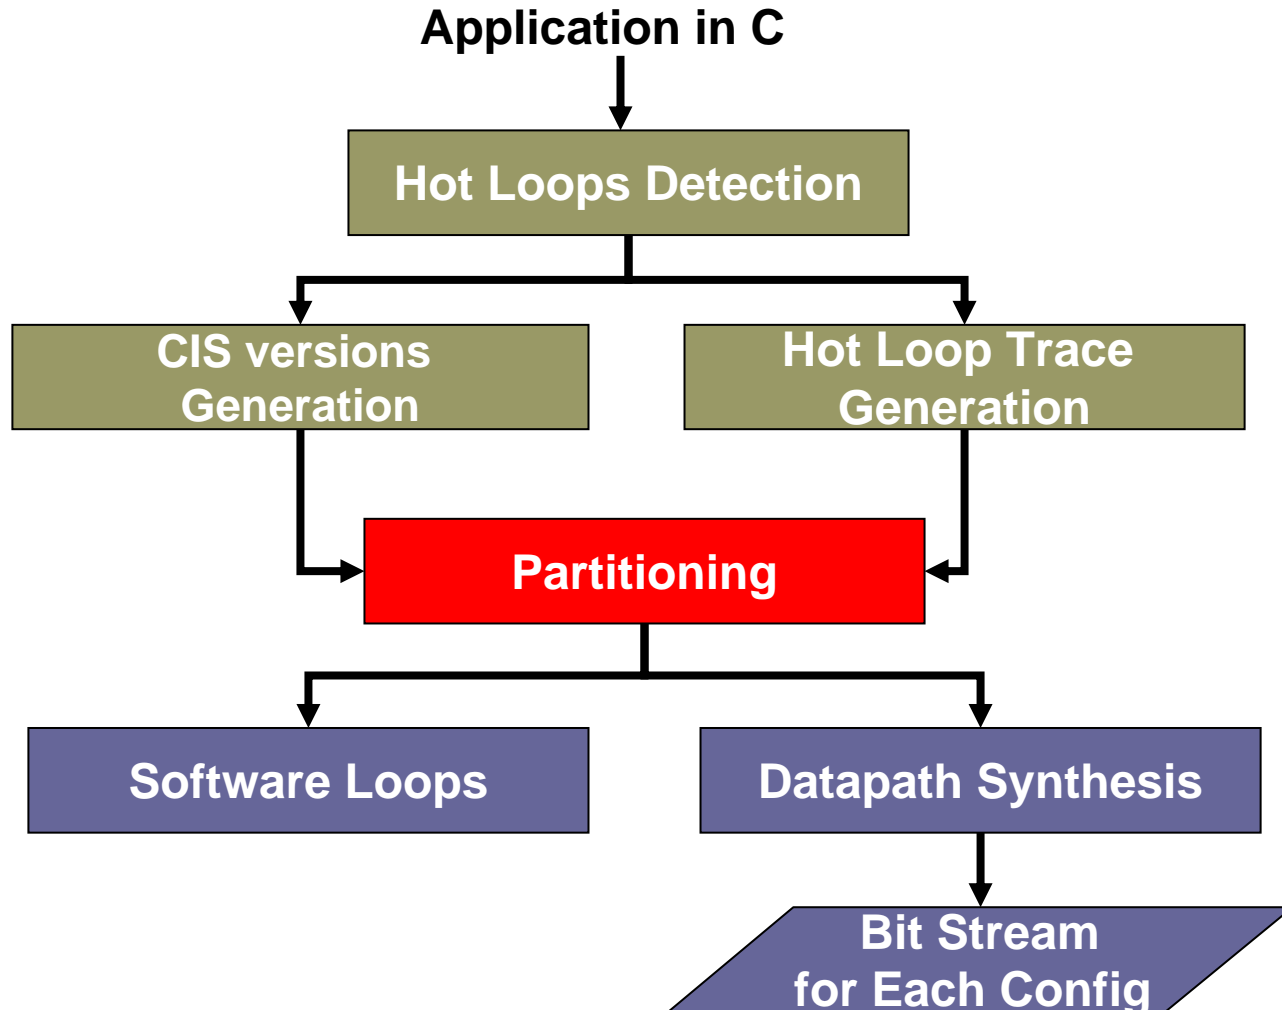 Application in C
Hot Loops Detection
CIS versions
Generation
Hot Loop Trace
Generation
Partitioning
Software Loops
Datapath Synthesis
Bit Stream
for Each Config